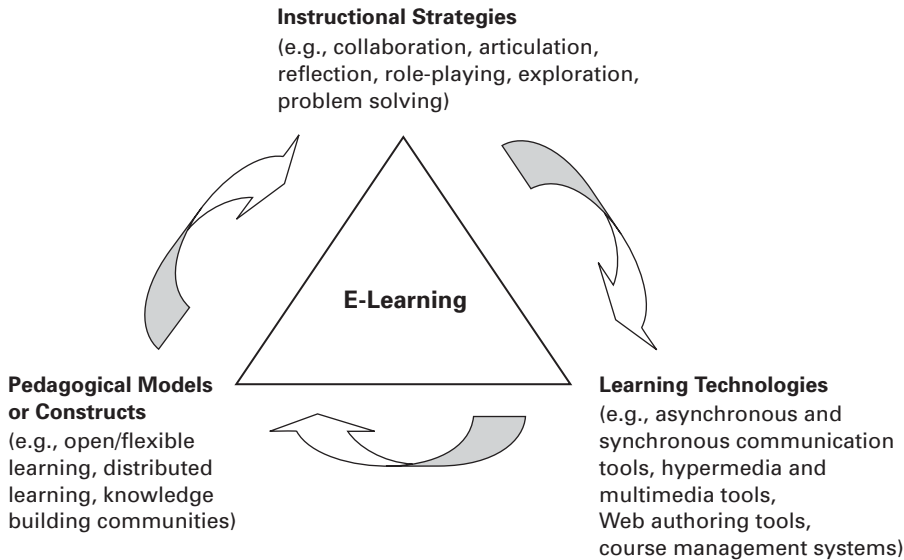 Instructional Strategies
(e.g., collaboration, articulation,
reflection, role-playing, exploration,
problem solving)
E-Learning
Pedagogical Models
or Constructs
(e.g., open/flexible
learning, distributed
learning, knowledge
building communities)
Learning Technologies
(e.g., asynchronous and
synchronous communication
tools, hypermedia and
multimedia tools,
Web authoring tools,
course management systems)